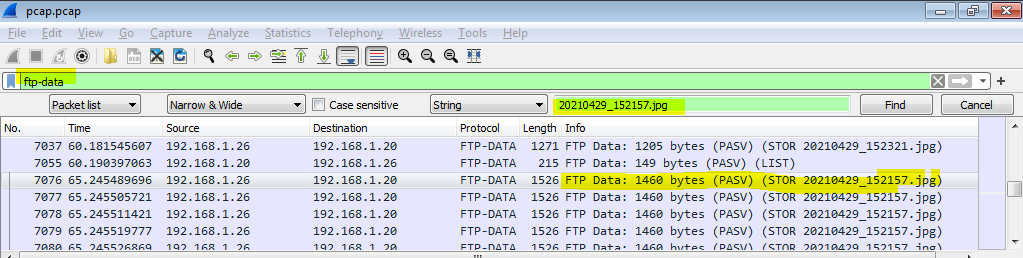 pcap.pcap
File Edit View Go Capture Analyze Statistics Telephony Wireless Tools Help
ftp-data
Packet list Narrow & Wide Case sensitive String 20210429_152157.jpg Find Cancel
No. Time Source Destination Protocol Length Info
7037 60.181545607 192.168.1.26 192.168.1.20 FTP-DATA 1271 FTP Data: 1205 bytes (PASV) (STOR 20210429_152321.jpg)
7055 60.190397063 192.168.1.20 192.168.1.26 FTP-DATA 215 FTP Data: 149 bytes (PASV) (LIST)
7076 65.245489696 192.168.1.26 192.168.1.20 FTP-DATA 1526 FTP Data: 1460 bytes (PASV) (STOR 20210429_152157.jpg)
7077 65.245505721 192.168.1.26 192.168.1.20 FTP-DATA 1526 FTP Data: 1460 bytes (PASV) (STOR 20210429_152157.jpg)
7078 65.245511421 192.168.1.26 192.168.1.20 FTP-DATA 1526 FTP Data: 1460 bytes (PASV) (STOR 20210429_152157.jpg)
7079 65.245519777 192.168.1.26 192.168.1.20 FTP-DATA 1526 FTP Data: 1460 bytes (PASV) (STOR 20210429_152157.jpg)
7080 65.245526869 192.168.1.26 192.168.1.20 FTP-DATA 1526 FTP Data: 1460 bytes (PASV) (STOR 20210429_152157.jpg)